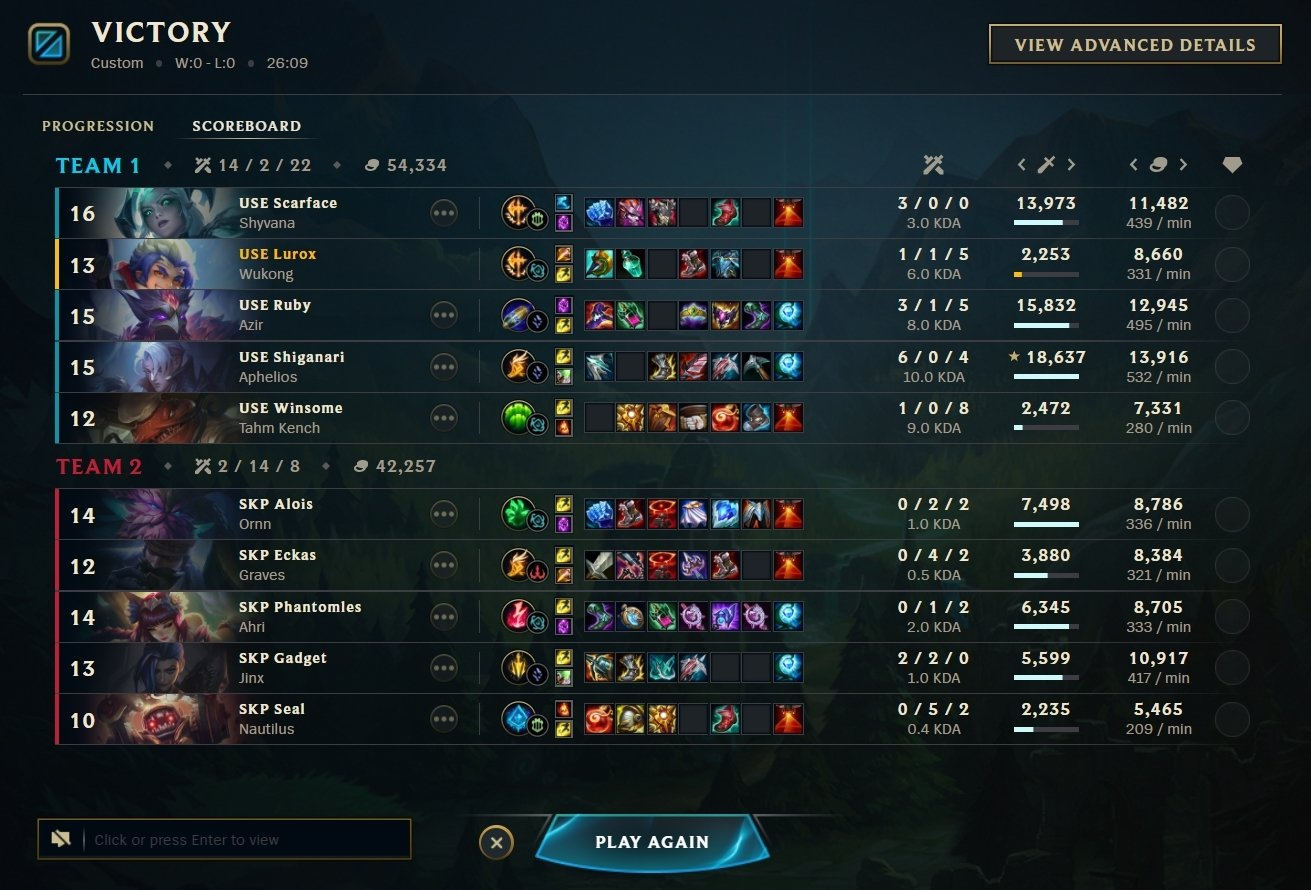 VICTORY
Custom • W:0 - L:0 • 26:09
VIEW ADVANCED DETAILS
PROGRESSION SCOREBOARD
TEAM 1 14 / 2 / 22 54,334
16 USE Scarface 3 / 0 / 0 13,973 11,482
Shyvana 3.0 KDA 439 / min
13 USE Lurox 1 / 1 / 5 2,253 8,660
Wukong 6.0 KDA 331 / min
15 USE Ruby 3 / 1 / 5 15,832 12,945
Azir 8.0 KDA 495 / min
15 USE Shiganari 6 / 0 / 4 18,637 13,916
Aphelios 10.0 KDA 532 / min
12 USE Winsome 1 / 0 / 8 2,472 7,331
Tahm Kench 9.0 KDA 280 / min
TEAM 2 2 / 14 / 8 42,257
14 SKP Alois 0 / 2 / 2 7,498 8,786
Ornn 1.0 KDA 336 / min
12 SKP Eckas 0 / 4 / 2 3,880 8,384
Graves 0.5 KDA 321 / min
14 SKP Phantomles 0 / 1 / 2 6,345 8,705
Ahri 2.0 KDA 333 / min
13 SKP Gadget 2 / 2 / 0 5,599 10,917
Jinx 1.0 KDA 417 / min
10 SKP Seal 0 / 5 / 2 2,235 5,465
Nautilus 0.4 KDA 209 / min
Click or press Enter to view
PLAY AGAIN